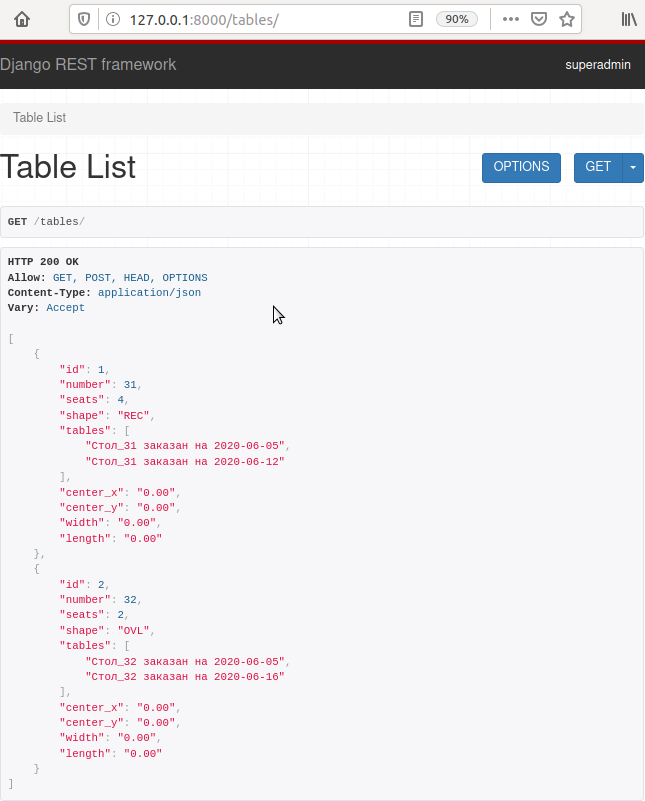 127.0.0.1:8000/tables/
90%
Django REST framework
superadmin
Table List
Table List
OPTIONS
GET
GET /tables/
HTTP 200 OK
Allow: GET, POST, HEAD, OPTIONS
Content-Type: application/json
Vary: Accept
[
    {
        "id": 1,
        "number": 31,
        "seats": 4,
        "shape": "REC",
        "tables": [
            "Стол_31 заказан на 2020-06-05",
            "Стол_31 заказан на 2020-06-12"
        ],
        "center_x": "0.00",
        "center_y": "0.00",
        "width": "0.00",
        "length": "0.00"
    },
    {
        "id": 2,
        "number": 32,
        "seats": 2,
        "shape": "OVL",
        "tables": [
            "Стол_32 заказан на 2020-06-05",
            "Стол_32 заказан на 2020-06-16"
        ],
        "center_x": "0.00",
        "center_y": "0.00",
        "width": "0.00",
        "length": "0.00"
    }
]